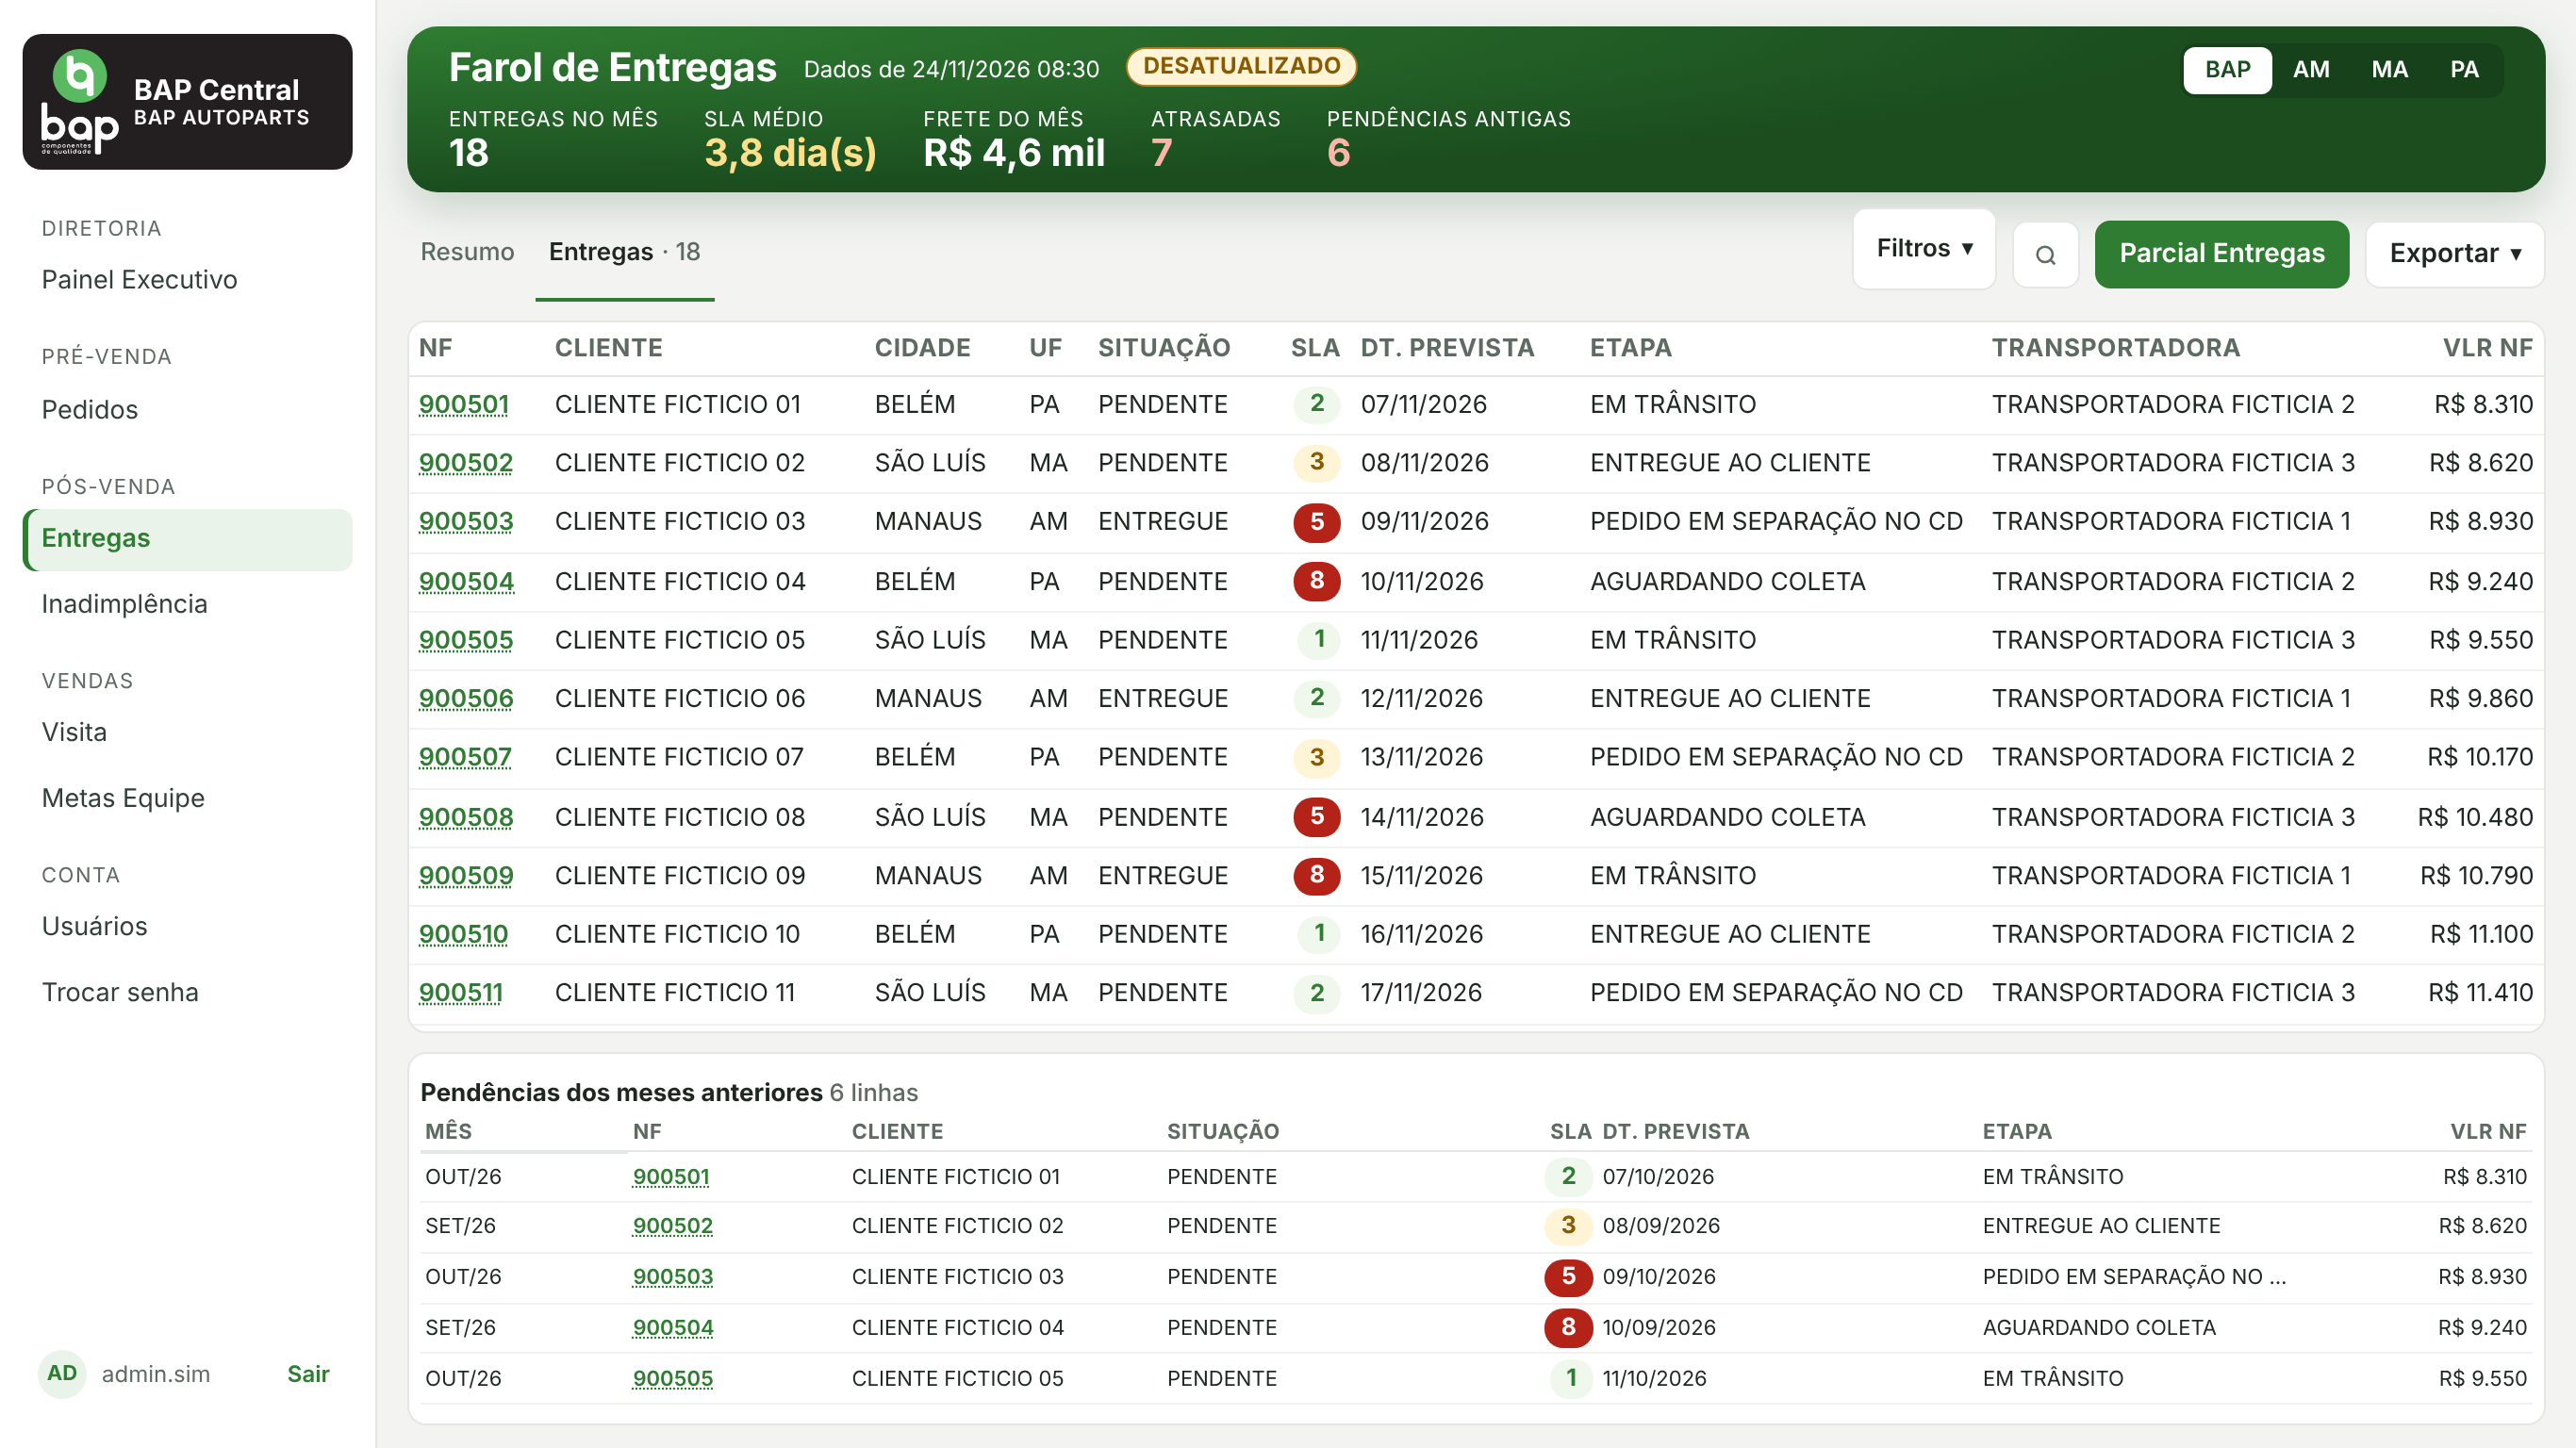 bap
componentes
de qualidade
BAP Central
BAP AUTOPARTS
DIRETORIA
Painel Executivo
PRÉ-VENDA
Pedidos
PÓS-VENDA
Entregas
Inadimplência
VENDAS
Visita
Metas Equipe
CONTA
Usuários
Trocar senha
AD admin.sim Sair
Farol de Entregas Dados de 24/11/2026 08:30 DESATUALIZADO
BAP AM MA PA
ENTREGAS NO MÊS SLA MÉDIO FRETE DO MÊS ATRASADAS PENDÊNCIAS ANTIGAS
18 3,8 dia(s) R$ 4,6 mil 7 6
Resumo Entregas · 18 Filtros ▾ Parcial Entregas Exportar ▾
NF CLIENTE CIDADE UF SITUAÇÃO SLA DT. PREVISTA ETAPA TRANSPORTADORA VLR NF
900501 CLIENTE FICTICIO 01 BELÉM PA PENDENTE 2 07/11/2026 EM TRÂNSITO TRANSPORTADORA FICTICIA 2 R$ 8.310
900502 CLIENTE FICTICIO 02 SÃO LUÍS MA PENDENTE 3 08/11/2026 ENTREGUE AO CLIENTE TRANSPORTADORA FICTICIA 3 R$ 8.620
900503 CLIENTE FICTICIO 03 MANAUS AM ENTREGUE 5 09/11/2026 PEDIDO EM SEPARAÇÃO NO CD TRANSPORTADORA FICTICIA 1 R$ 8.930
900504 CLIENTE FICTICIO 04 BELÉM PA PENDENTE 8 10/11/2026 AGUARDANDO COLETA TRANSPORTADORA FICTICIA 2 R$ 9.240
900505 CLIENTE FICTICIO 05 SÃO LUÍS MA PENDENTE 1 11/11/2026 EM TRÂNSITO TRANSPORTADORA FICTICIA 3 R$ 9.550
900506 CLIENTE FICTICIO 06 MANAUS AM ENTREGUE 2 12/11/2026 ENTREGUE AO CLIENTE TRANSPORTADORA FICTICIA 1 R$ 9.860
900507 CLIENTE FICTICIO 07 BELÉM PA PENDENTE 3 13/11/2026 PEDIDO EM SEPARAÇÃO NO CD TRANSPORTADORA FICTICIA 2 R$ 10.170
900508 CLIENTE FICTICIO 08 SÃO LUÍS MA PENDENTE 5 14/11/2026 AGUARDANDO COLETA TRANSPORTADORA FICTICIA 3 R$ 10.480
900509 CLIENTE FICTICIO 09 MANAUS AM ENTREGUE 8 15/11/2026 EM TRÂNSITO TRANSPORTADORA FICTICIA 1 R$ 10.790
900510 CLIENTE FICTICIO 10 BELÉM PA PENDENTE 1 16/11/2026 ENTREGUE AO CLIENTE TRANSPORTADORA FICTICIA 2 R$ 11.100
900511 CLIENTE FICTICIO 11 SÃO LUÍS MA PENDENTE 2 17/11/2026 PEDIDO EM SEPARAÇÃO NO CD TRANSPORTADORA FICTICIA 3 R$ 11.410
Pendências dos meses anteriores 6 linhas
MÊS NF CLIENTE SITUAÇÃO SLA DT. PREVISTA ETAPA VLR NF
OUT/26 900501 CLIENTE FICTICIO 01 PENDENTE 2 07/10/2026 EM TRÂNSITO R$ 8.310
SET/26 900502 CLIENTE FICTICIO 02 PENDENTE 3 08/09/2026 ENTREGUE AO CLIENTE R$ 8.620
OUT/26 900503 CLIENTE FICTICIO 03 PENDENTE 5 09/10/2026 PEDIDO EM SEPARAÇÃO NO ... R$ 8.930
SET/26 900504 CLIENTE FICTICIO 04 PENDENTE 8 10/09/2026 AGUARDANDO COLETA R$ 9.240
OUT/26 900505 CLIENTE FICTICIO 05 PENDENTE 1 11/10/2026 EM TRÂNSITO R$ 9.550